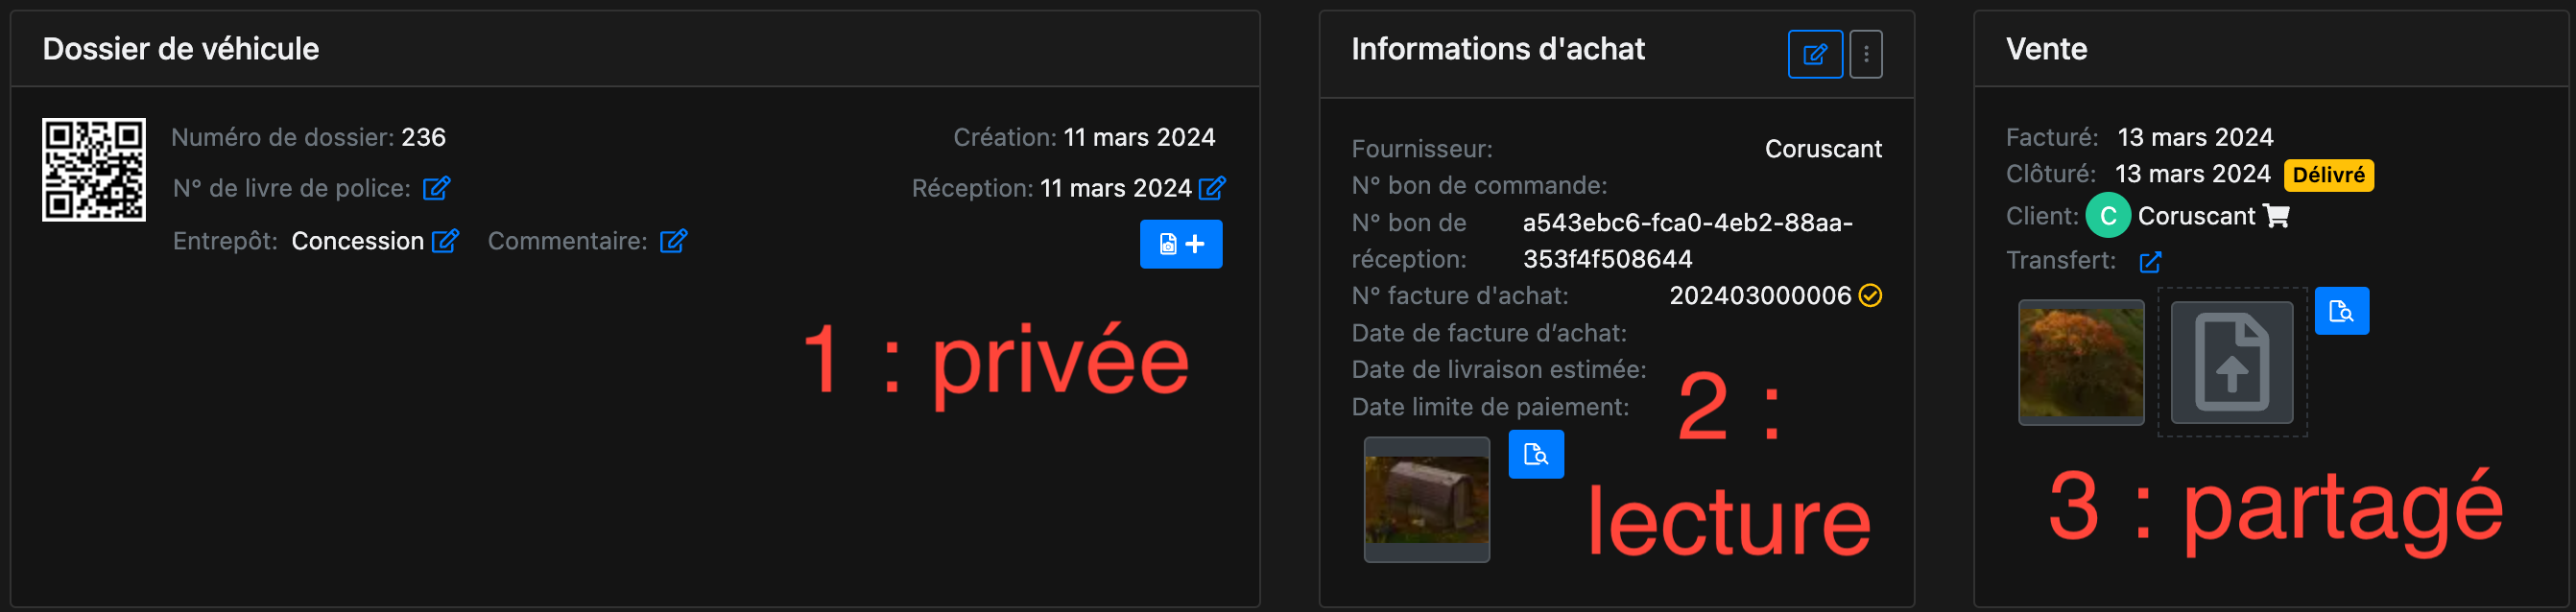 Dossier de véhicule
Numéro de dossier: 236
Création: 11 mars 2024
N° de livre de police:
Réception: 11 mars 2024
Entrepôt: Concession
Commentaire:
1 : privée
Informations d'achat
Fournisseur: Coruscant
N° bon de commande:
N° bon de réception: a543ebc6-fca0-4eb2-88aa-
353f4f508644
N° facture d'achat: 202403000006
Date de facture d’achat:
Date de livraison estimée:
Date limite de paiement:
2 :
lecture
Vente
Facturé: 13 mars 2024
Clôturé: 13 mars 2024 Délivré
Client: C Coruscant
Transfert:
3 : partagé